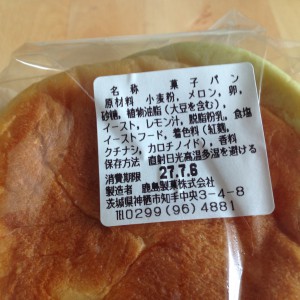 名称 菓子パン
原材料 小麦粉、メロン、卵、
砂糖、植物油脂(大豆を含む)、
イースト、レモン汁、脱脂粉乳、食塩
イーストフード、着色料(紅麹、
クチナシ、カロチノイド)、香料
保存方法 直射日光高温多湿を避ける
消費期限 27.7.6
製造者 鹿島製菓株式会社
茨城県神栖市知手中央3-4-8
TEL0299(96)4881